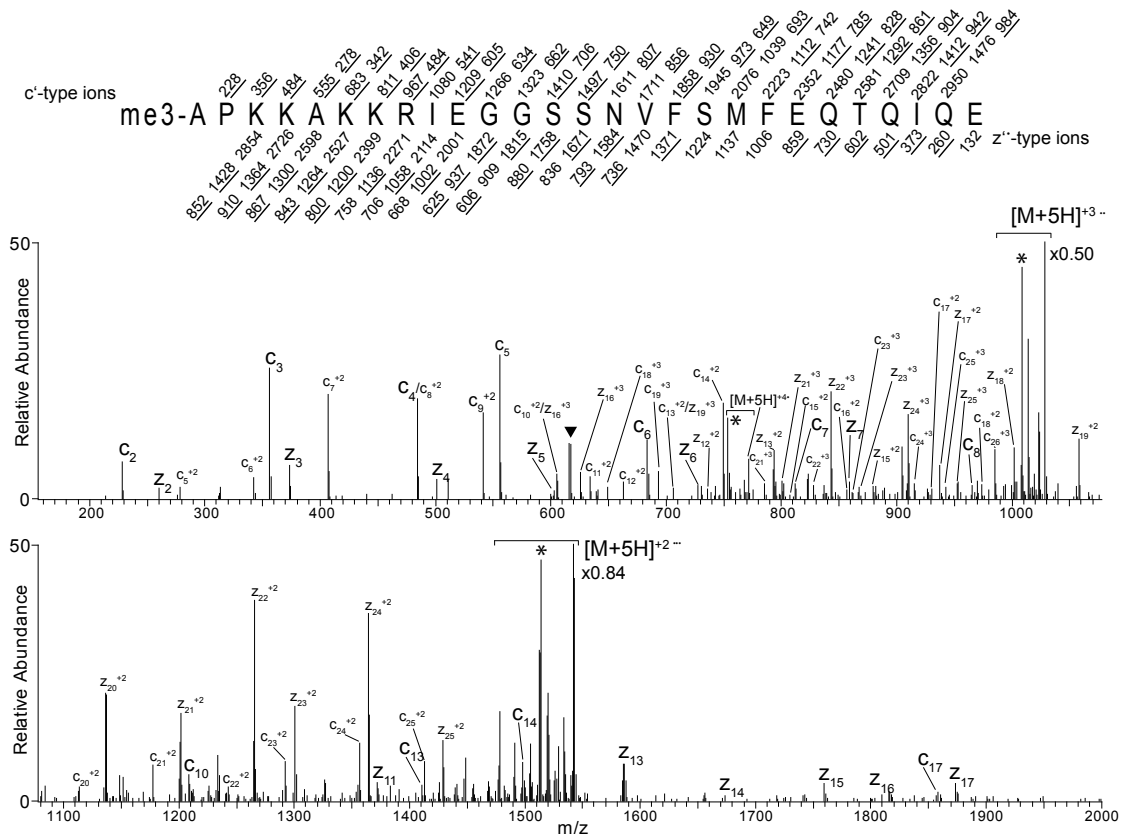 228 356 484 555 278 683 342 811 406 967 484 1080 541 1209 605 1266 634 1323 662 1410 706 1497 750 1611 807 1711 856 1858 930 1945 973 649 2076 1039 693 2223 1112 742 2352 1177 785 2480 1241 828 2581 1292 861 2709 1356 904 2822 1412 942 2950 1476 984
c'-type ions
me3-A P K K A K K R I E G G S S N V F S M F E Q T Q I Q E
z'·-type ions
852 1428 2854 910 1364 2726 867 1300 2598 843 1264 2527 800 1200 2399 758 1136 2271 706 1058 2114 668 1002 2001 625 937 1872 606 909 1815 880 1758 836 1671 793 1584 736 1470 1371 1224 1137 1006 859 730 602 501 373 260 132
[M+5H]+3 ··
x0.50
*
50
Relative Abundance
0
C2
Z2
c5+2
c6+2
C3
Z3
c7+2
C4/c8+2
Z4
c9+2
C5
Z5
c10+2/z16+3
▼
z16+3
c11+2
c18+3
c12+2
C6
c19+3
c13+2/z19+3
Z6
z12+2
c14+2
[M+5H]+4·
*
c21+3
z13+2
z21+3
c15+2
C7
c22+3
z22+3
c16+2
Z7
c23+3
z23+3
z15+2
z24+3
c24+3
c17+2
z17+2
c25+3
z25+3
C8
c18+2
c26+3
z18+2
z19+2
200 300 400 500 600 700 800 900 1000
50
Relative Abundance
0
c20+2
z20+2
c21+2
z21+2
C10
c22+2
z22+2
c23+2
z23+2
c24+2
z24+2
Z11
C13
c25+2
z25+2
C14
*
[M+5H]+2 ···
x0.84
Z13
Z14
Z15
Z16
C17
Z17
1100 1200 1300 1400 1500 1600 1700 1800 1900 2000
m/z